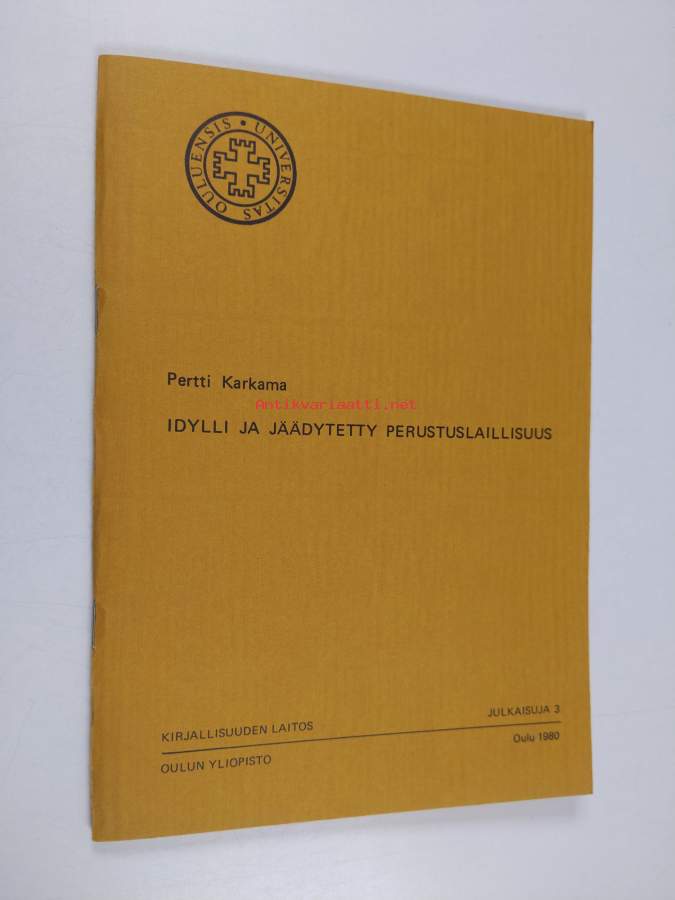 UNIVERSITAS OULUENSIS •
Pertti Karkama
Antikvariaatti.net
IDYLLI JA JÄÄDYTETTY PERUSTUSLAILLISUUS
KIRJALLISUUDEN LAITOS
JULKAISUJA 3
OULUN YLIOPISTO
Oulu 1980